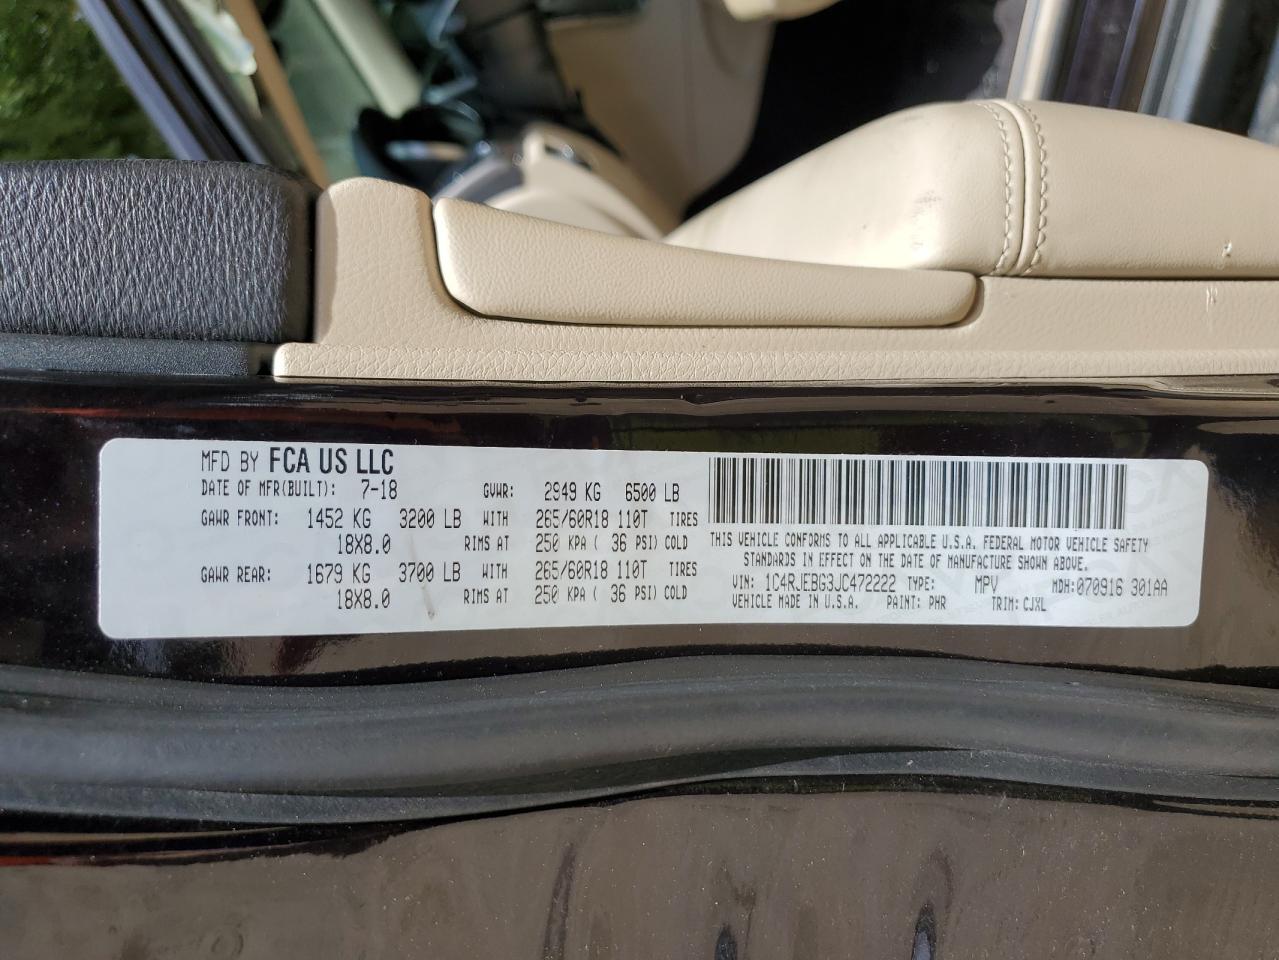 MFD BY FCA US LLC
DATE OF MFR(BUILT): 7-18 GVWR: 2949 KG 6500 LB
GAWR FRONT: 1452 KG 3200 LB WITH 265/60R18 110T TIRES
18X8.0 RIMS AT 250 KPA ( 36 PSI) COLD
GAWR REAR: 1679 KG 3700 LB WITH 265/60R18 110T TIRES
18X8.0 RIMS AT 250 KPA ( 36 PSI) COLD
THIS VEHICLE CONFORMS TO ALL APPLICABLE U.S.A. FEDERAL MOTOR VEHICLE SAFETY
STANDARDS IN EFFECT ON THE DATE OF MANUFACTURE SHOWN ABOVE.
VIN: 1C4RJEBG3JC472222 TYPE: MPV MDH:070916 301AA
VEHICLE MADE IN U.S.A. PAINT: PHR TRIM: CJXL